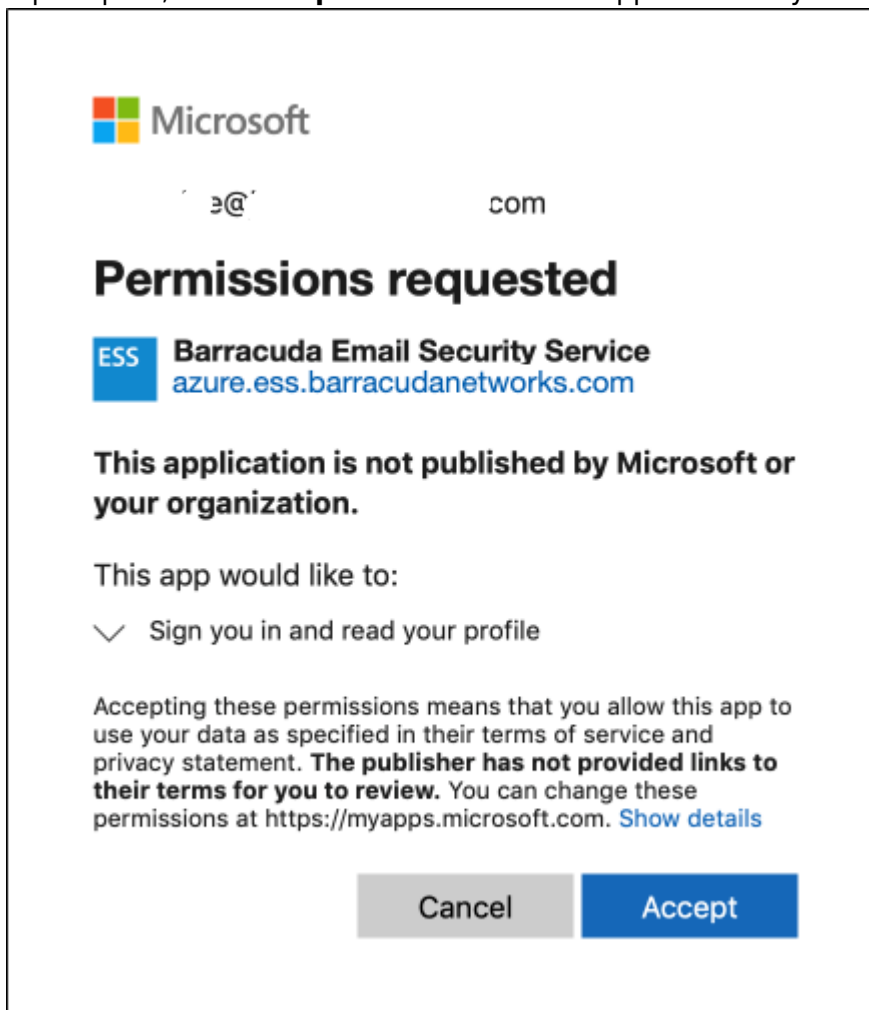 Microsoft
com
Permissions requested
ESS
Barracuda Email Security Service
azure.ess.barracudanetworks.com
This application is not published by Microsoft or
your organization.
This app would like to:
Sign you in and read your profile
Accepting these permissions means that you allow this app to
use your data as specified in their terms of service and
privacy statement. The publisher has not provided links to
their terms for you to review. You can change these
permissions at https://myapps.microsoft.com. Show details
Cancel
Accept